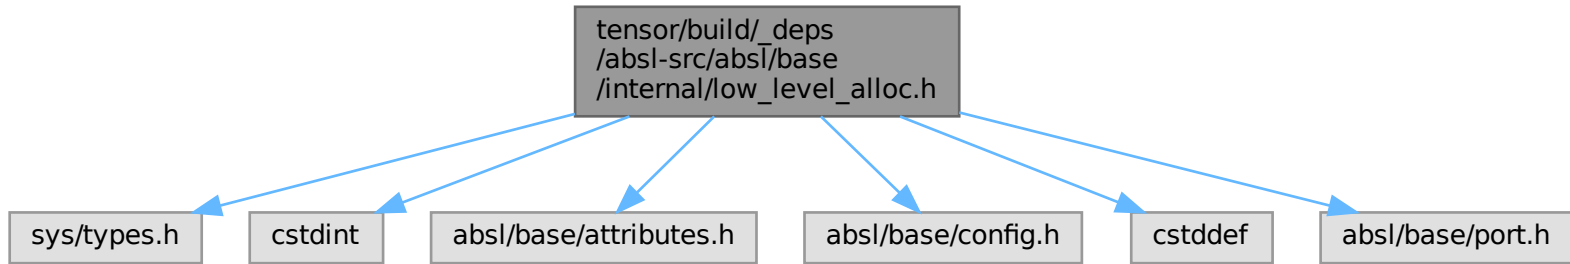 tensor/build/_deps
/absl-src/absl/base
/internal/low_level_alloc.h
sys/types.h
cstdint
absl/base/attributes.h
absl/base/config.h
cstddef
absl/base/port.h